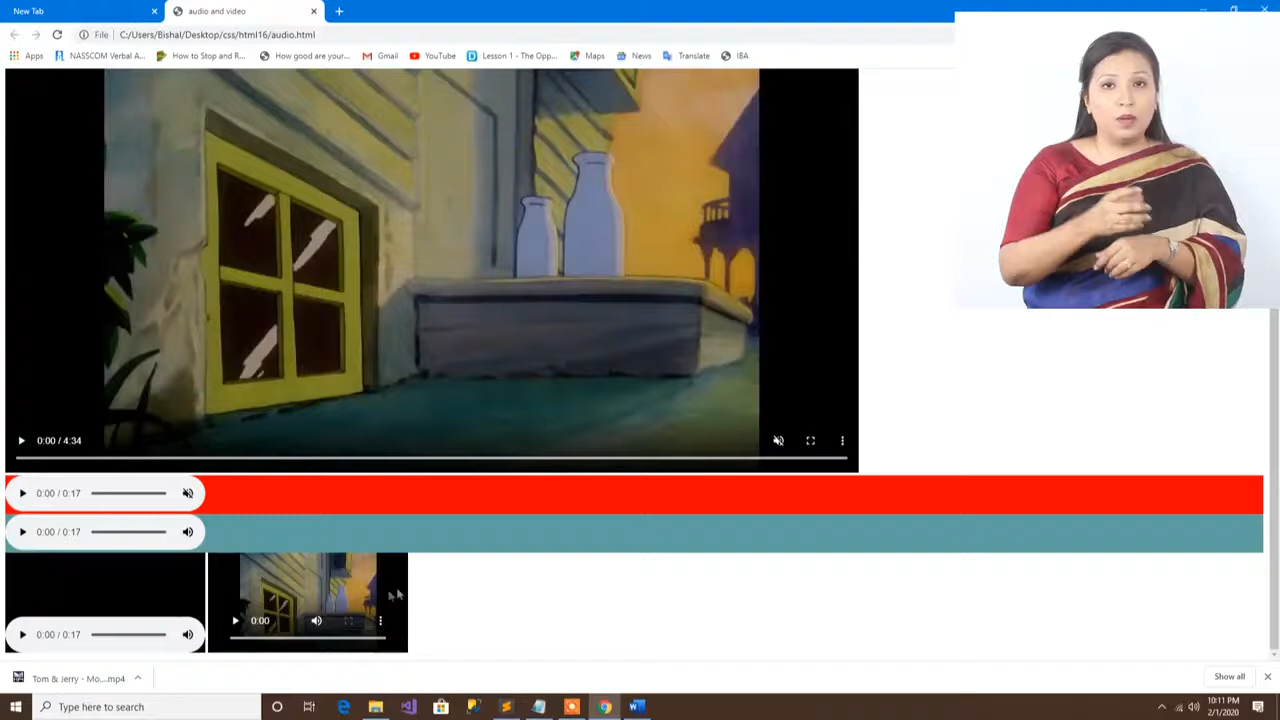 New Tab
audio and video
File
C:/Users/Bishal/Desktop/css/html16/audio.html
Apps
NASSCOM Verbal A...
How to Stop and R...
How good are your...
Gmail
YouTube
Lesson 1 - The Opp...
Maps
News
Translate
IBA
0:00 / 4:34
0:00 / 0:17
0:00 / 0:17
0:00 / 0:17
0:00
Tom & Jerry - Mo....mp4
Show all
Type here to search
10:11 PM
2/1/2020